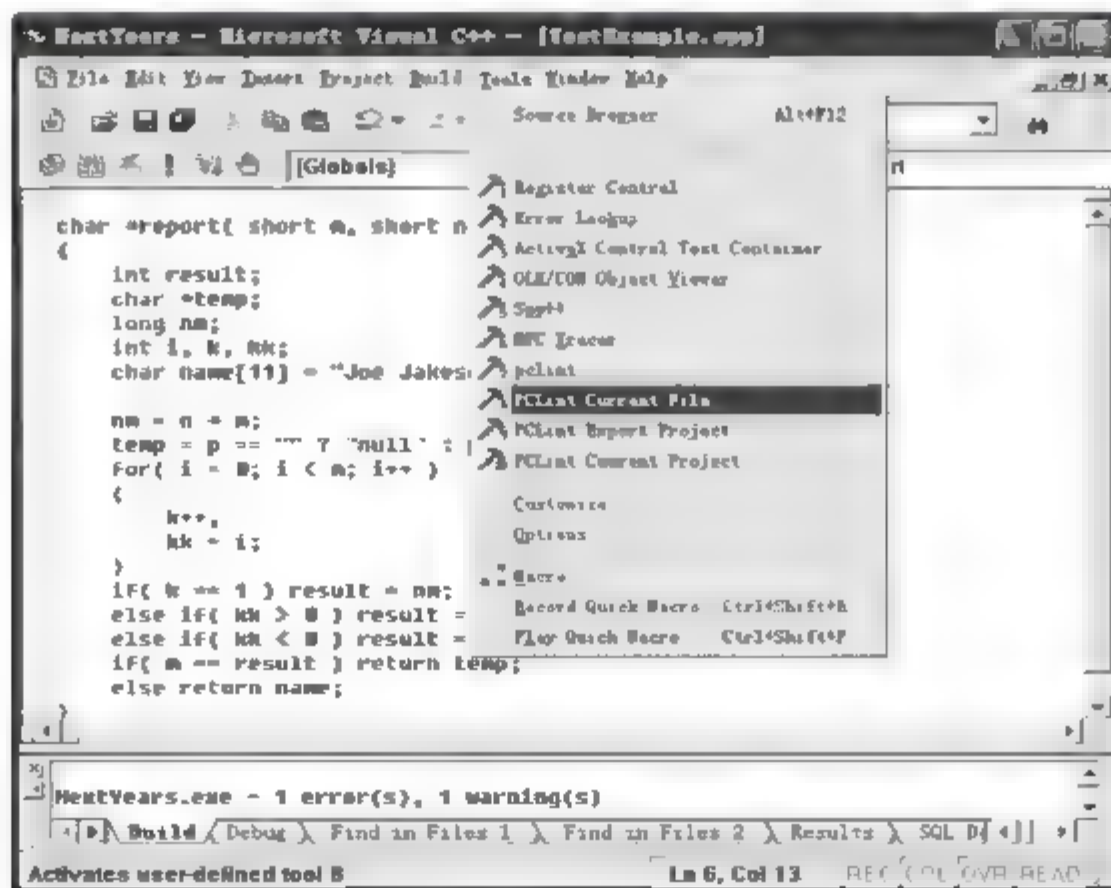 NextYears - Microsoft Visual C++ - [TestExample.cpp]
File Edit View Insert Project Build Tools Window Help
Source Browser Alt+F12
[Globals]
Register Control
Error Lookup
ActiveX Control Test Container
OLE/COM Object Viewer
Spy++
MFC Tracer
pclint
PCLint Current File
PCLint Export Project
PCLint Current Project
Customize
Options
Macro
Record Quick Macro Ctrl+Shift+R
Play Quick Macro Ctrl+Shift+P
char *report( short m, short n
{
int result;
char *temp;
long nm;
int i, k, kk;
char name[11] = "Joe Jakes
nm = n * m;
temp = p == "" ? "null" :
for( i = 0; i < m; i++ )
{
k++,
kk = i;
}
if( k == 1 ) result = nm;
else if( kk > 0 ) result =
else if( kk < 0 ) result =
if( m == result ) return temp;
else return name;
}
NextYears.exe - 1 error(s), 1 warning(s)
Build Debug Find in Files 1 Find in Files 2 Results SQL D
Activates user-defined tool 8 Ln 6, Col 13 REC COL OVR READ